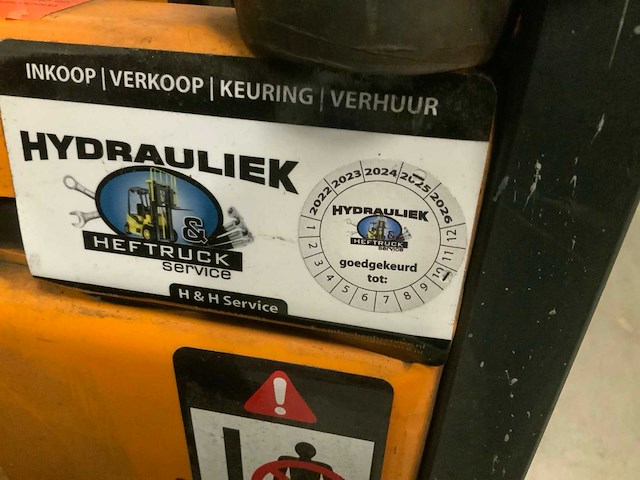 INKOOP | VERKOOP | KEURING | VERHUUR
HYDRAULIEK
&
HEFTRUCK
service
H & H Service
2022 2023 2024 2025 2026
HYDRAULIEK
&
HEFTRUCK
goedgekeurd
tot:
1 2 3 4 5 6 7 8 9 10 11 12